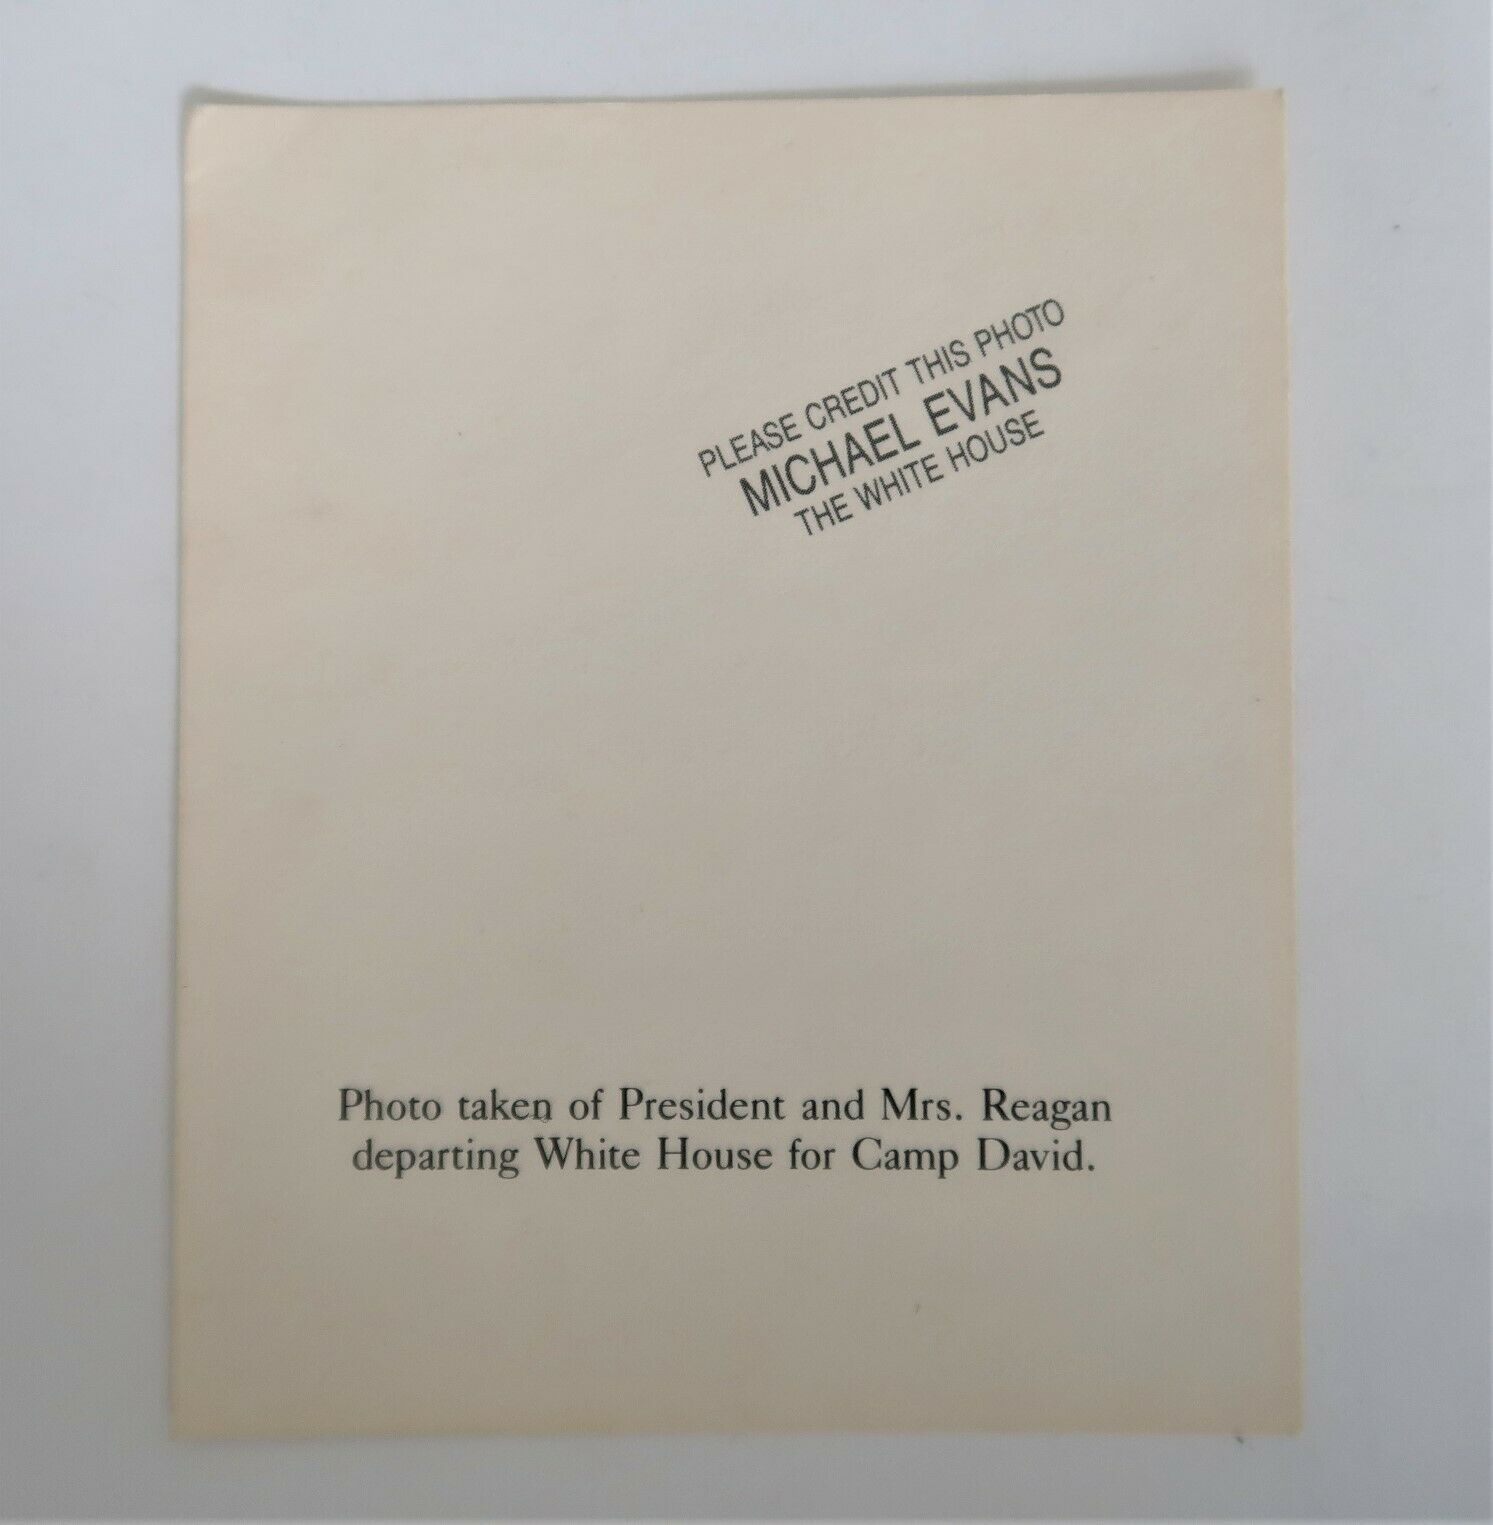 PLEASE CREDIT THIS PHOTO
MICHAEL EVANS
THE WHITE HOUSE
Photo taken of President and Mrs. Reagan
departing White House for Camp David.